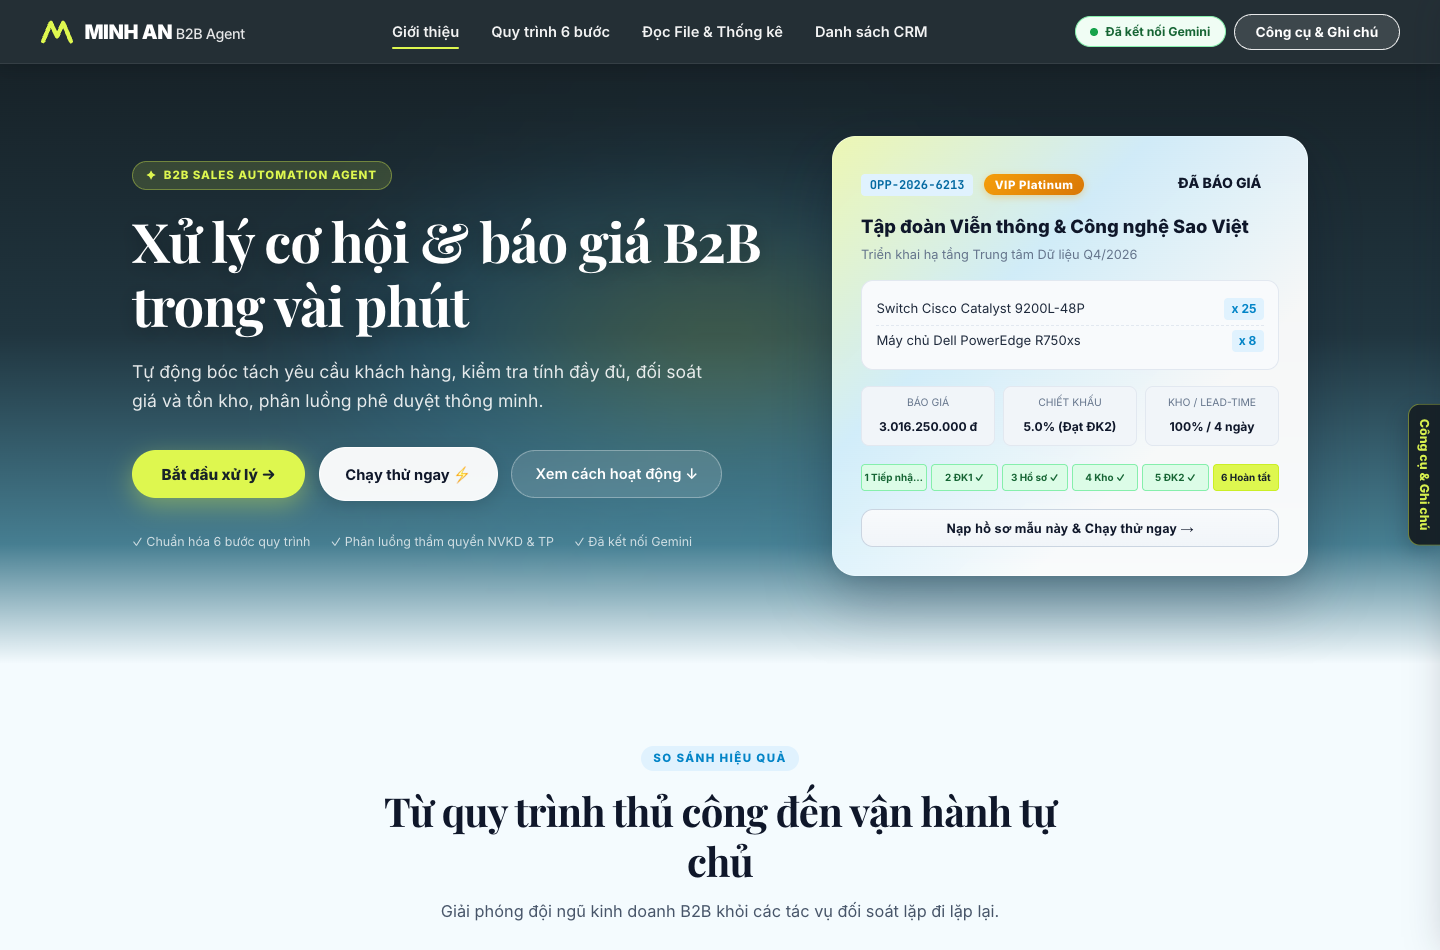 MINH AN B2B Agent
Giới thiệu
Quy trình 6 bước
Đọc File & Thống kê
Danh sách CRM
Đã kết nối Gemini
Công cụ & Ghi chú
✦ B2B SALES AUTOMATION AGENT
Xử lý cơ hội & báo giá B2B
trong vài phút
Tự động bóc tách yêu cầu khách hàng, kiểm tra tính đầy đủ, đối soát
giá và tồn kho, phân luồng phê duyệt thông minh.
Bắt đầu xử lý →
Chạy thử ngay ⚡
Xem cách hoạt động ↓
✓ Chuẩn hóa 6 bước quy trình
✓ Phân luồng thẩm quyền NVKD & TP
✓ Đã kết nối Gemini
OPP-2026-6213
VIP Platinum
ĐÃ BÁO GIÁ
Tập đoàn Viễn thông & Công nghệ Sao Việt
Triển khai hạ tầng Trung tâm Dữ liệu Q4/2026
Switch Cisco Catalyst 9200L-48P
x 25
Máy chủ Dell PowerEdge R750xs
x 8
BÁO GIÁ
3.016.250.000 đ
CHIẾT KHẤU
5.0% (Đạt ĐK2)
KHO / LEAD-TIME
100% / 4 ngày
1 Tiếp nhậ...
2 ĐK1 ✓
3 Hồ sơ ✓
4 Kho ✓
5 ĐK2 ✓
6 Hoàn tất
Nạp hồ sơ mẫu này & Chạy thử ngay →
Công cụ & Ghi chú
SO SÁNH HIỆU QUẢ
Từ quy trình thủ công đến vận hành tự
chủ
Giải phóng đội ngũ kinh doanh B2B khỏi các tác vụ đối soát lặp đi lặp lại.